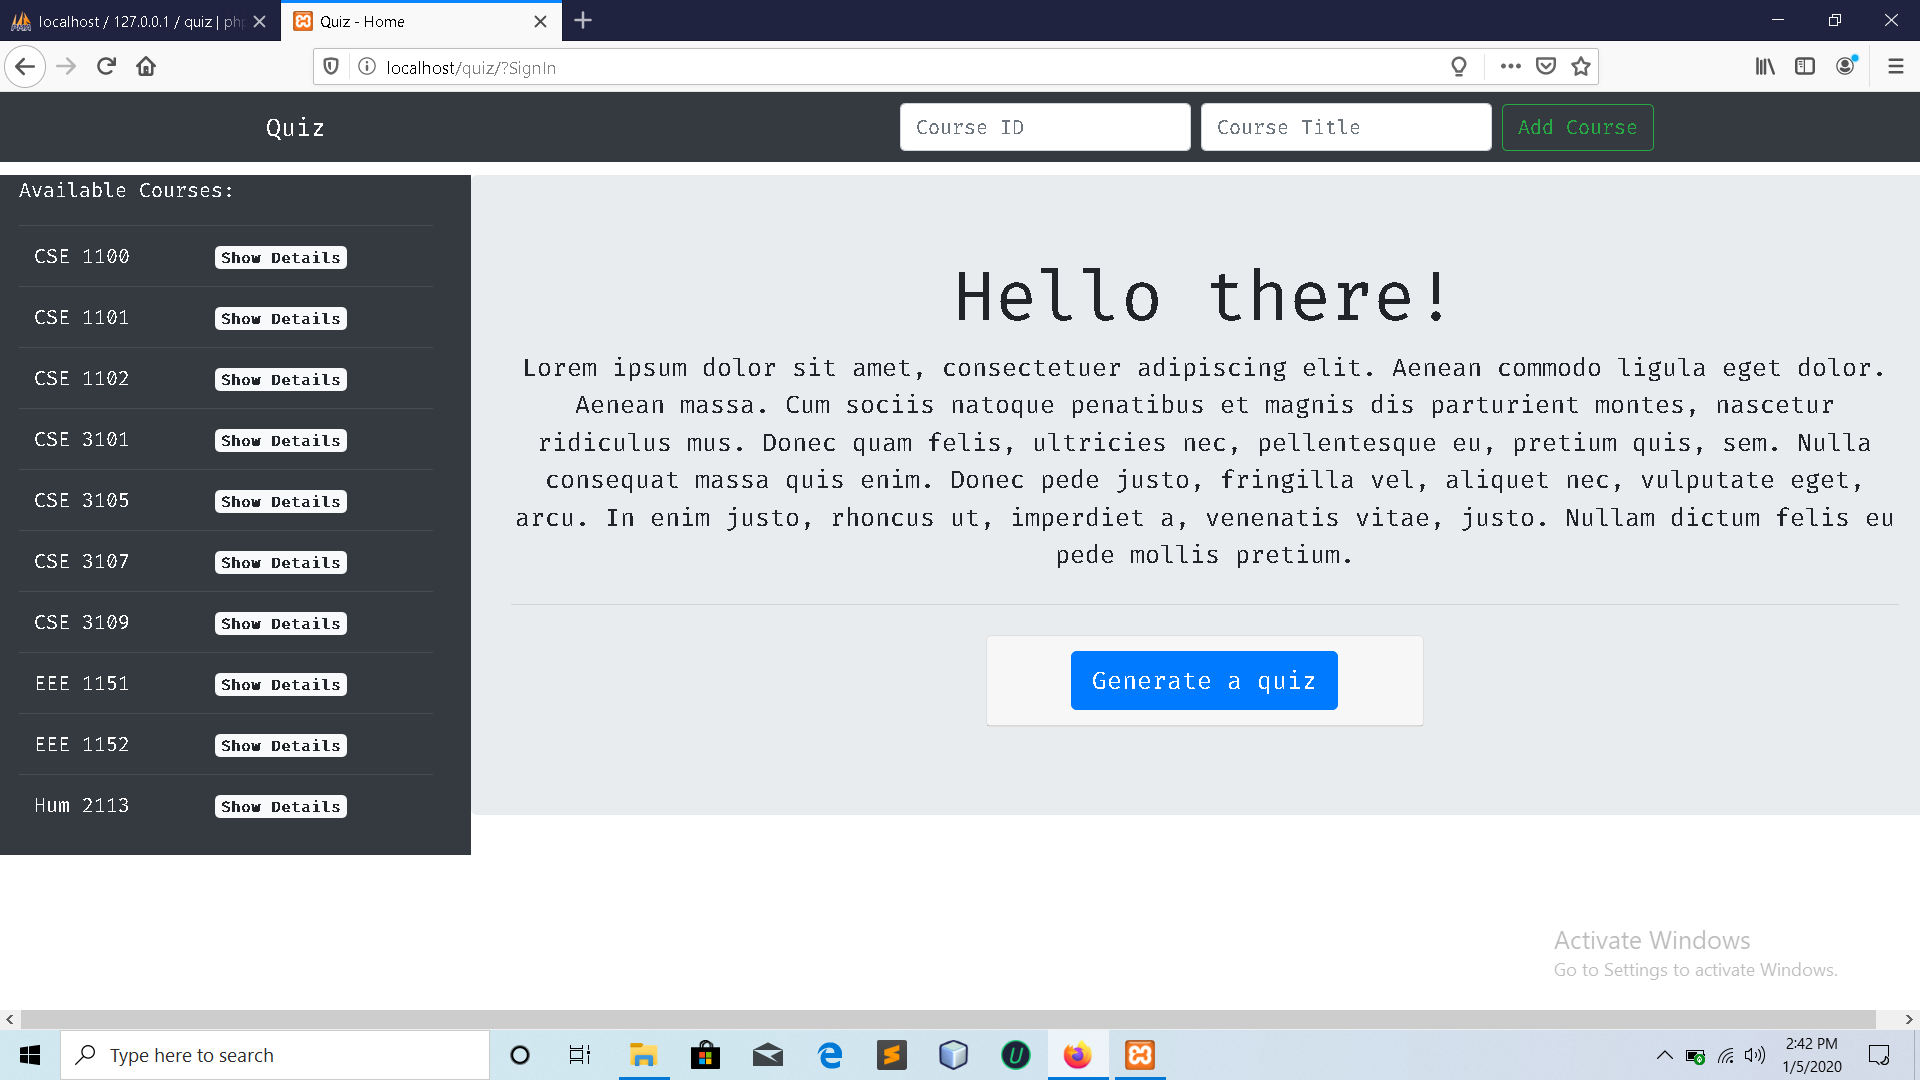 localhost / 127.0.0.1 / quiz | php
Quiz - Home
localhost/quiz/?SignIn
Quiz
Course ID
Course Title
Add Course
Available Courses:
CSE 1100 Show Details
CSE 1101 Show Details
CSE 1102 Show Details
CSE 3101 Show Details
CSE 3105 Show Details
CSE 3107 Show Details
CSE 3109 Show Details
EEE 1151 Show Details
EEE 1152 Show Details
Hum 2113 Show Details
Hello there!
Lorem ipsum dolor sit amet, consectetuer adipiscing elit. Aenean commodo ligula eget dolor.
Aenean massa. Cum sociis natoque penatibus et magnis dis parturient montes, nascetur
ridiculus mus. Donec quam felis, ultricies nec, pellentesque eu, pretium quis, sem. Nulla
consequat massa quis enim. Donec pede justo, fringilla vel, aliquet nec, vulputate eget,
arcu. In enim justo, rhoncus ut, imperdiet a, venenatis vitae, justo. Nullam dictum felis eu
pede mollis pretium.
Generate a quiz
Activate Windows
Go to Settings to activate Windows.
Type here to search
2:42 PM
1/5/2020